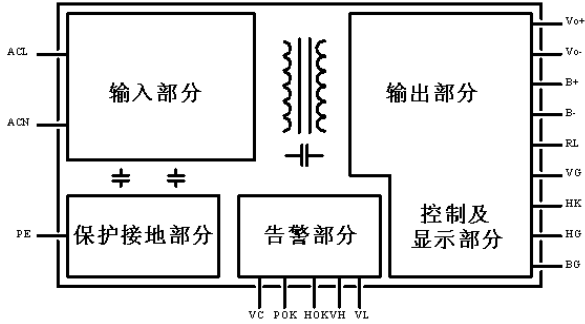 ACL
ACN
PE
输入部分
保护接地部分
告警部分
输出部分
控制及
显示部分
Vo+
Vo-
B+
B-
RL
VG
HK
HG
BG
VC POK HOK VH VL